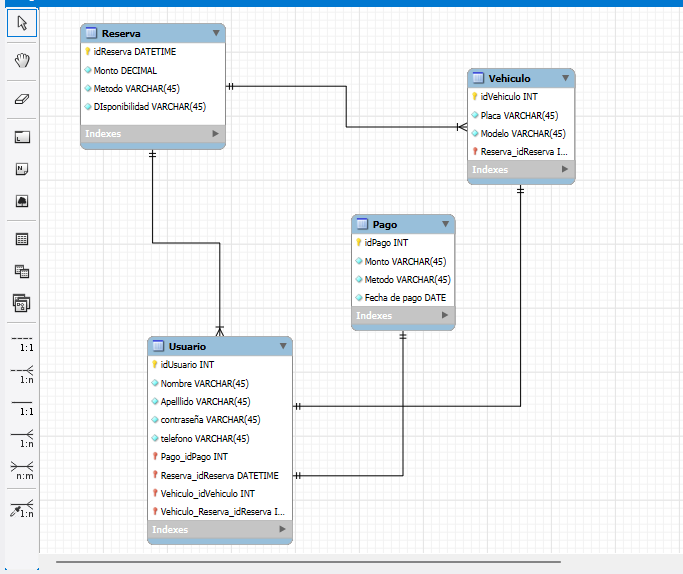 Reserva
idReserva DATETIME
Monto DECIMAL
Metodo VARCHAR(45)
DIsponibilidad VARCHAR(45)
Indexes
Vehiculo
idVehiculo INT
Placa VARCHAR(45)
Modelo VARCHAR(45)
Reserva_idReserva I...
Indexes
Pago
idPago INT
Monto VARCHAR(45)
Metodo VARCHAR(45)
Fecha de pago DATE
Indexes
Usuario
idUsuario INT
Nombre VARCHAR(45)
Apelllido VARCHAR(45)
contraseña VARCHAR(45)
telefono VARCHAR(45)
Pago_idPago INT
Reserva_idReserva DATETIME
Vehiculo_idVehiculo INT
Vehiculo_Reserva_idReserva I...
Indexes
1:1
1:n
1:1
1:n
n:m
1:n